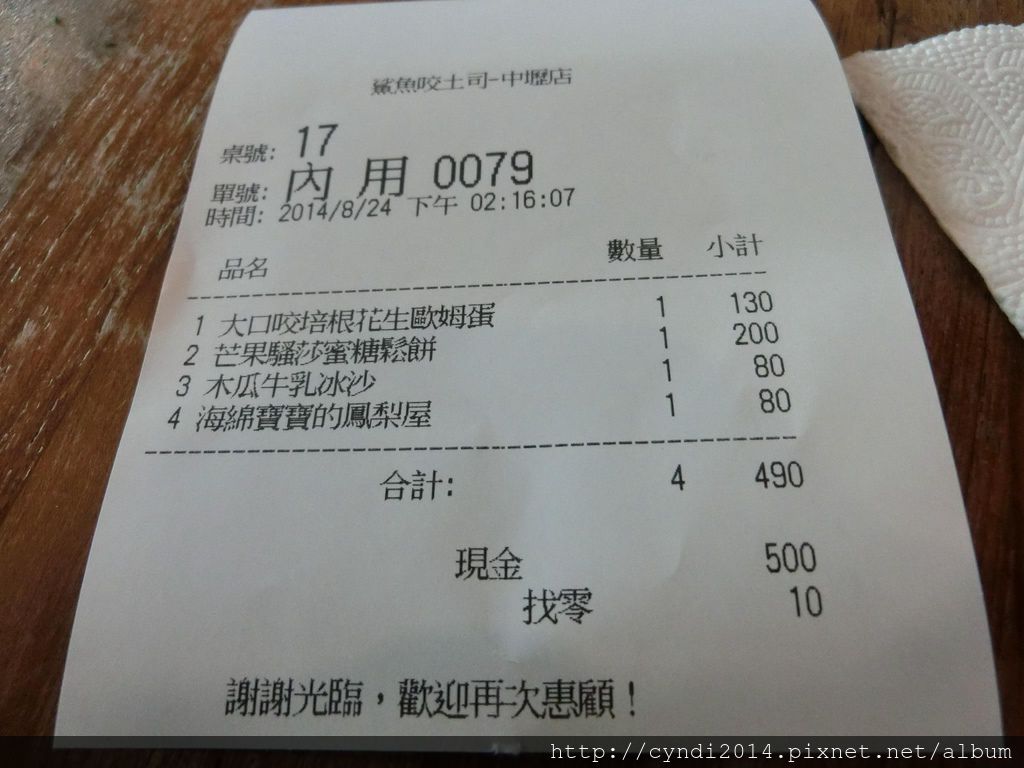 鯊魚咬土司-中壢店
桌號: 17
單號: 內 用 0079
時間: 2014/8/24 下午 02:16:07
品名 數量 小計
1 大口咬培根花生歐姆蛋 1 130
2 芒果騷莎蜜糖鬆餅 1 200
3 木瓜牛乳冰沙 1 80
4 海綿寶寶的鳳梨屋 1 80
合計: 4 490
現金 500
找零 10
謝謝光臨，歡迎再次惠顧！
http://cyndi2014.pixnet.net/album